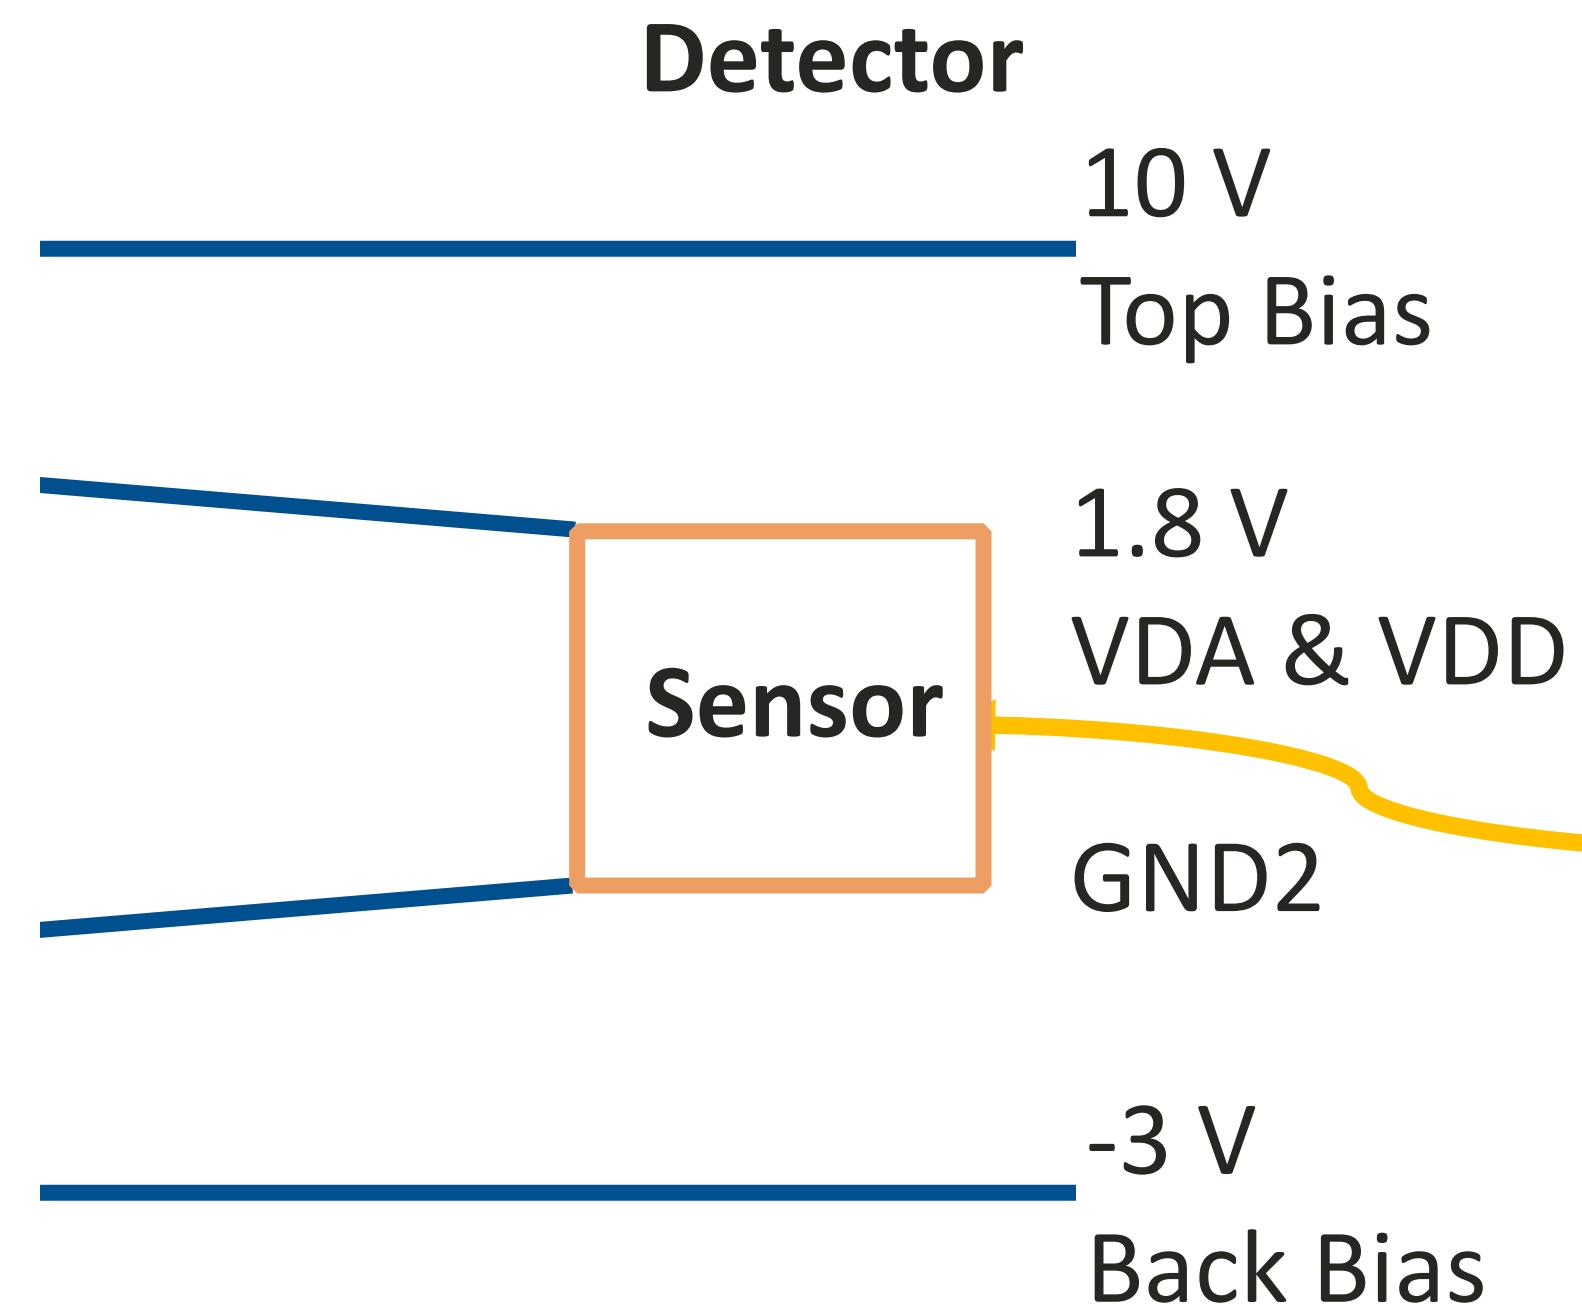 Detector
10 V
Top Bias
1.8 V
VDA & VDD
Sensor
GND2
-3 V
Back Bias